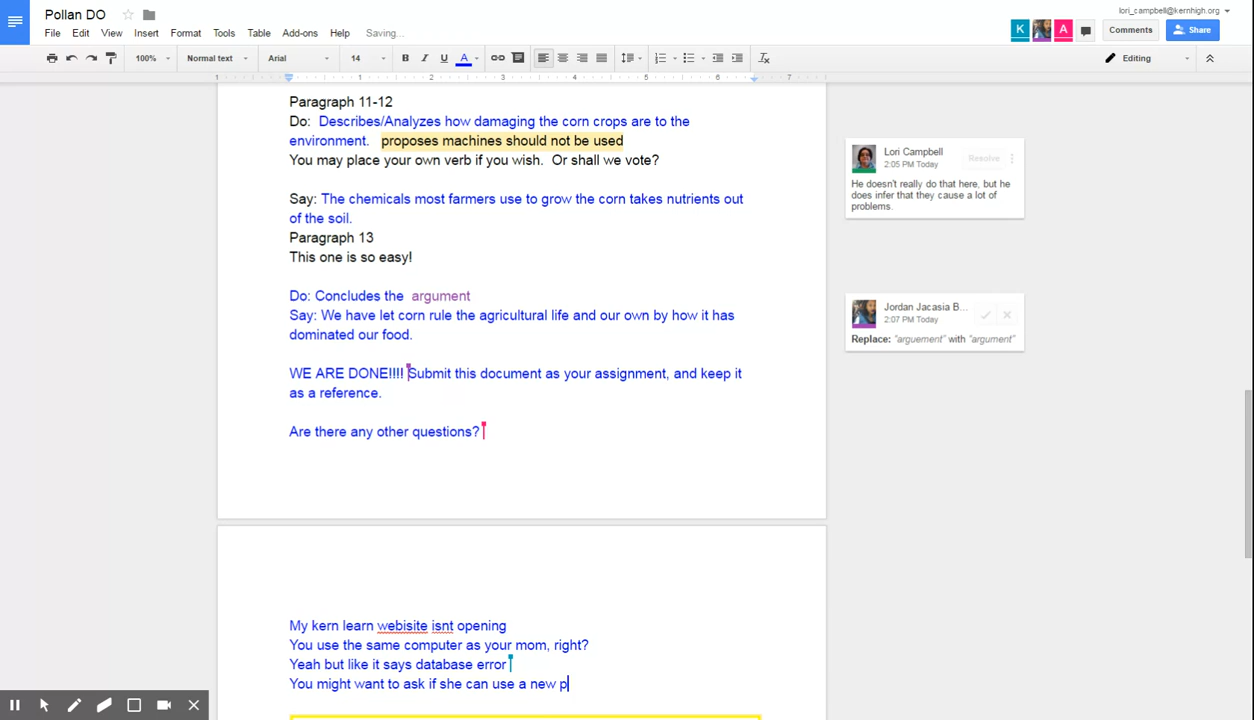 Pollan DO
lori_campbell@kernhigh.org
File Edit View Insert Format Tools Table Add-ons Help Saving...
K A Comments Share
100% Normal text Arial 14 B I U A Editing
1 1 2 3 4 5 6 7
Paragraph 11-12
Do: Describes/Analyzes how damaging the corn crops are to the
environment. proposes machines should not be used
You may place your own verb if you wish. Or shall we vote?
Say: The chemicals most farmers use to grow the corn takes nutrients out
of the soil.
Paragraph 13
This one is so easy!
Do: Concludes the argument
Say: We have let corn rule the agricultural life and our own by how it has
dominated our food.
WE ARE DONE!!!! Submit this document as your assignment, and keep it
as a reference.
Are there any other questions?
My kern learn webisite isnt opening
You use the same computer as your mom, right?
Yeah but like it says database error
You might want to ask if she can use a new p
Lori Campbell
2:05 PM Today
Resolve
He doesn't really do that here, but he
does infer that they cause a lot of
problems.
Jordan Jacasia B...
2:07 PM Today
Replace: "arguement" with "argument"